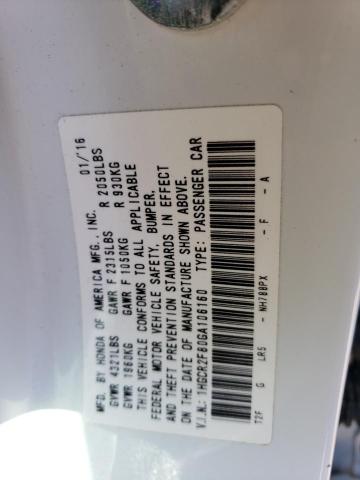 MFD. BY HONDA OF AMERICA MFG., INC. 01/16
GVWR 4321LBS GAWR F 2315LBS R 2050LBS
GVWR 1960KG GAWR F 1050KG R 930KG
THIS VEHICLE CONFORMS TO ALL APPLICABLE
FEDERAL MOTOR VEHICLE SAFETY, BUMPER,
AND THEFT PREVENTION STANDARDS IN EFFECT
ON THE DATE OF MANUFACTURE SHOWN ABOVE.
V.I.N.: 1HGCR2F80GA106160 TYPE: PASSENGER CAR
T2F G LR5 - NH788PX - F - A